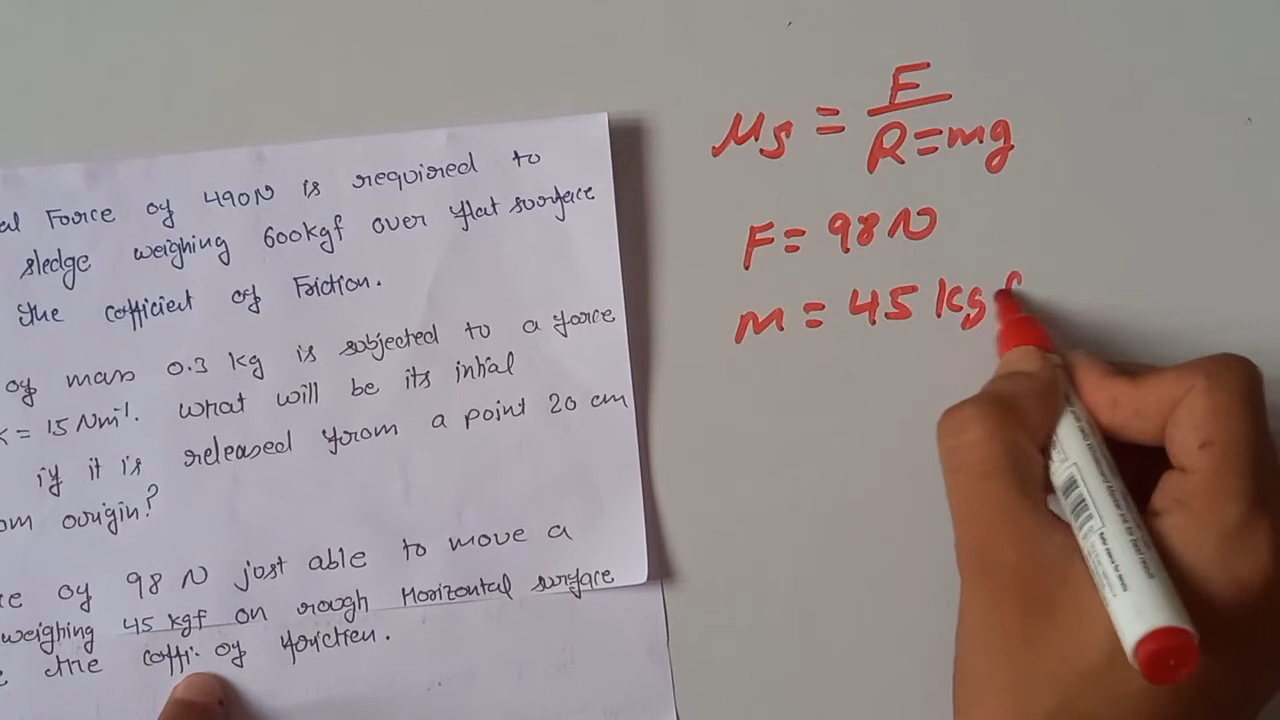 al Force of 490N is required to
sledge weighing 600kgf over flat surface
the cofficient of Friction.
of mass 0.3 kg is subjected to a force
K = 15 Nm⁻¹. what will be its intial
if it is released from a point 20 cm
om origin?
ce of 98 N just able to move a
weighing 45 kgf on rough Horizontal surface
the coffi. of friction.
μs = F / R = mg
F = 98 N
m = 45 kgf